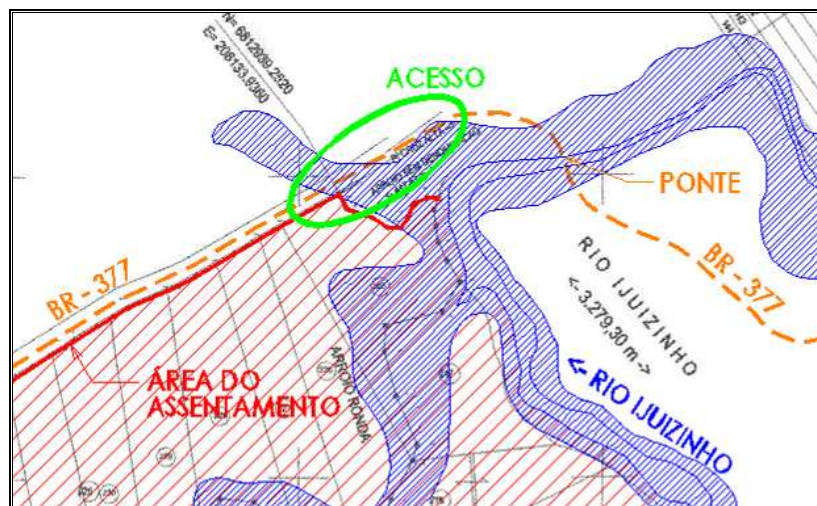 N= 6812939.2520
E= 208133.9360
ACESSO
PONTE
BR - 377
BR - 377
RIO IJUIZINHO
<- 3.279,30 m ->
<- RIO IJUIZINHO
ÁREA DO
ASSENTAMENTO
ARROIO RONDA